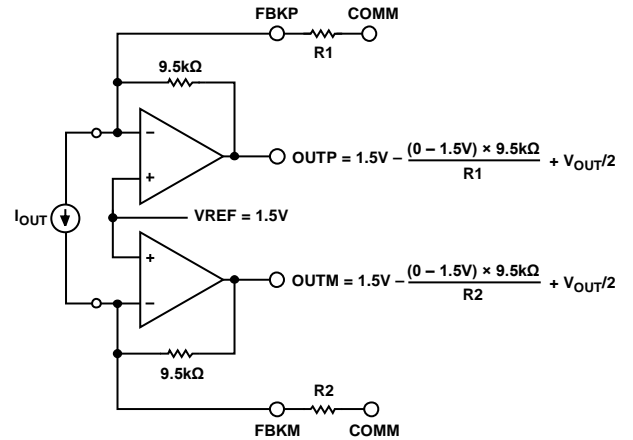 FBKP
COMM
R1
9.5kΩ
OUTP = 1.5V – (0 – 1.5V) × 9.5kΩ / R1 + VOUT/2
IOUT
VREF = 1.5V
OUTM = 1.5V – (0 – 1.5V) × 9.5kΩ / R2 + VOUT/2
9.5kΩ
R2
FBKM
COMM